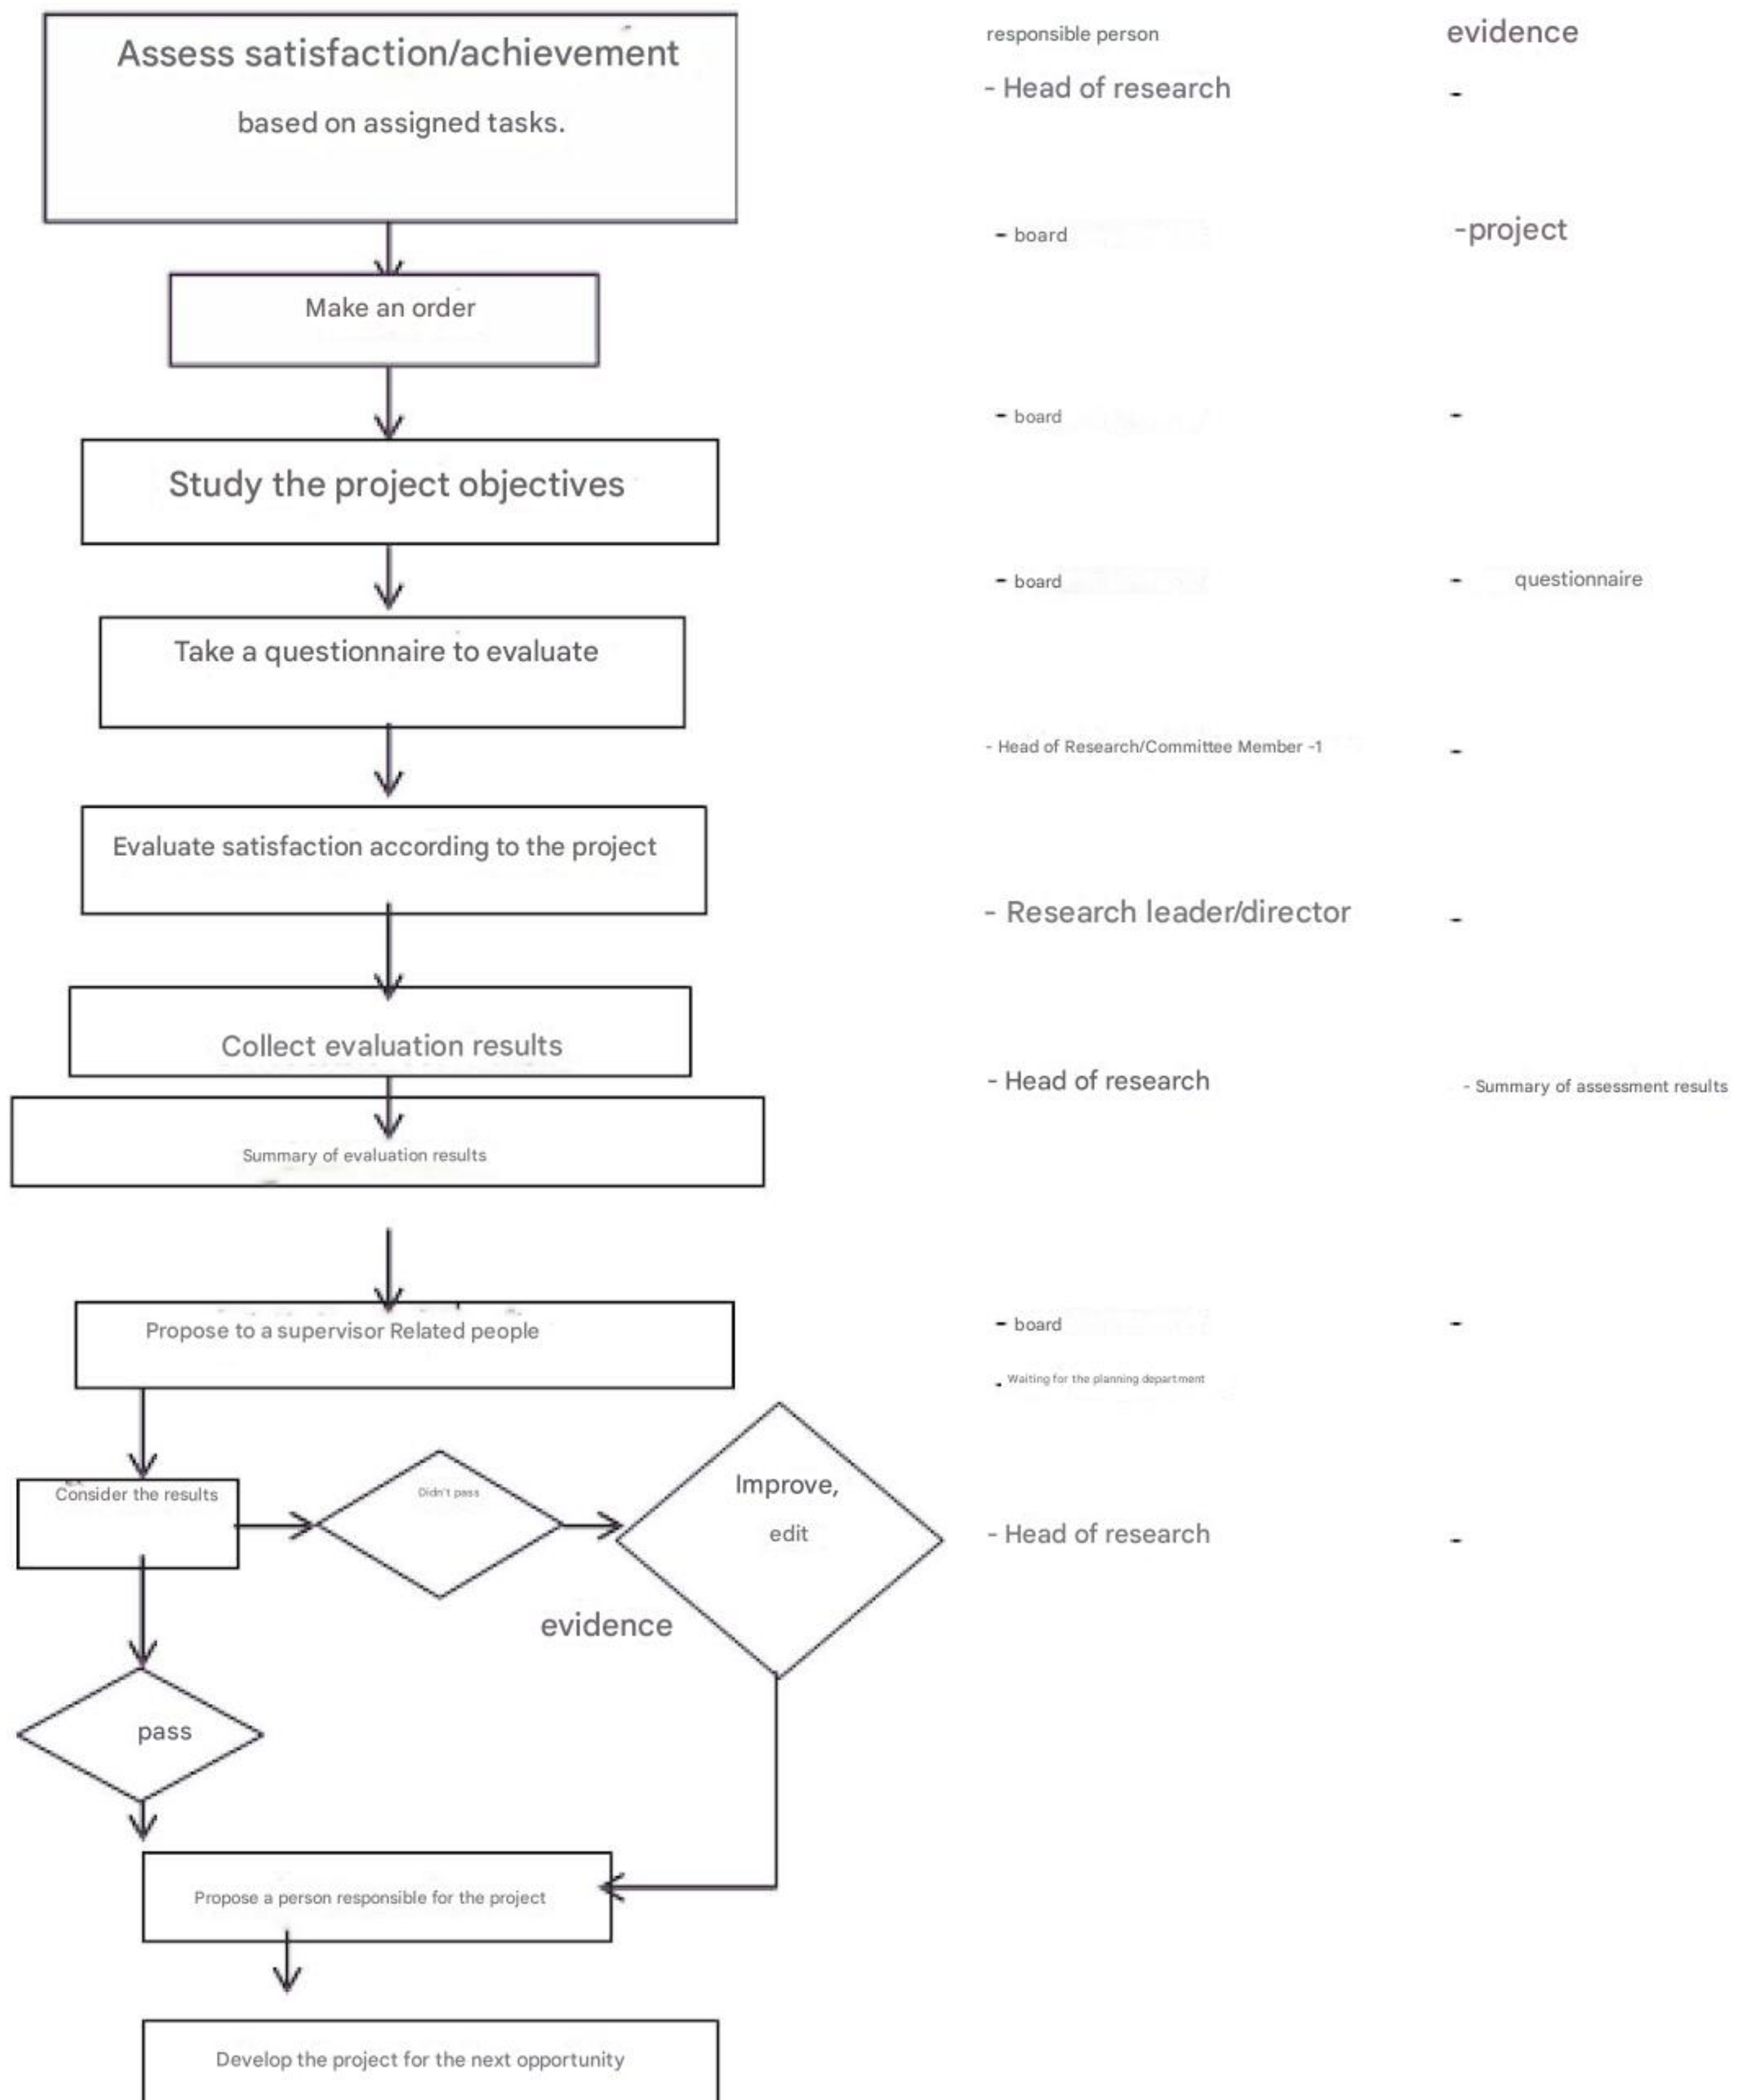 responsible person evidence
Assess satisfaction/achievement
- Head of research -
based on assigned tasks.
- board -project
Make an order
- board -
Study the project objectives
- board - questionnaire
Take a questionnaire to evaluate
- Head of Research/Committee Member -1 -
Evaluate satisfaction according to the project
- Research leader/director -
Collect evaluation results
- Head of research - Summary of assessment results
Summary of evaluation results
Propose to a supervisor Related people
- board -
- Waiting for the planning department
Consider the results
Didn't pass
Improve,
edit
- Head of research -
evidence
pass
Propose a person responsible for the project
Develop the project for the next opportunity